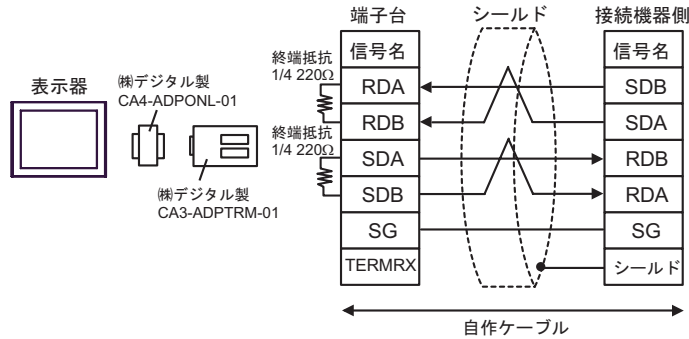 端子台
シールド
接続機器側
表示器
㈱デジタル製
CA4-ADPONL-01
㈱デジタル製
CA3-ADPTRM-01
終端抵抗
1/4 220Ω
終端抵抗
1/4 220Ω
信号名
RDA
RDB
SDA
SDB
SG
TERMRX
信号名
SDB
SDA
RDB
RDA
SG
シールド
自作ケーブル